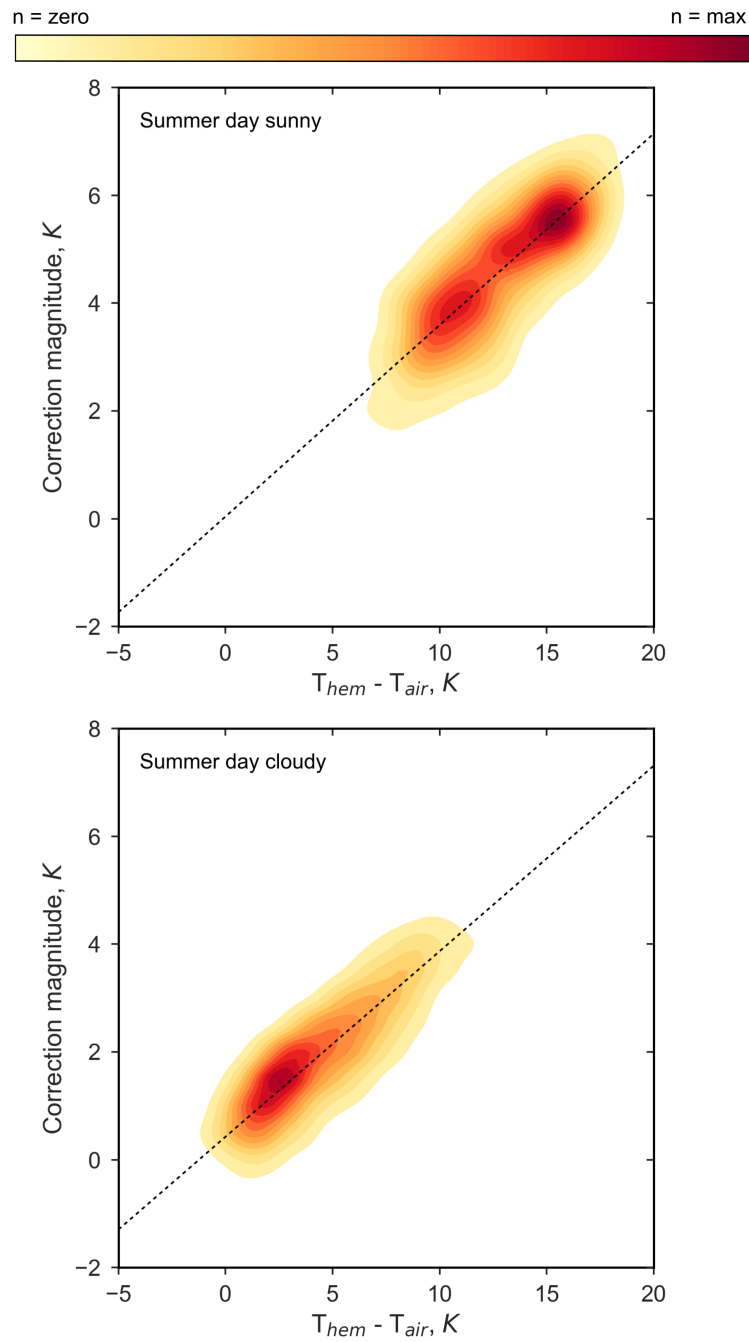 n = zero n = max
8
Summer day sunny
6
4
2
0
−2
−5 0 5 10 15 20
Correction magnitude, K
T_hem - T_air, K
8
Summer day cloudy
6
4
2
0
−2
−5 0 5 10 15 20
Correction magnitude, K
T_hem - T_air, K